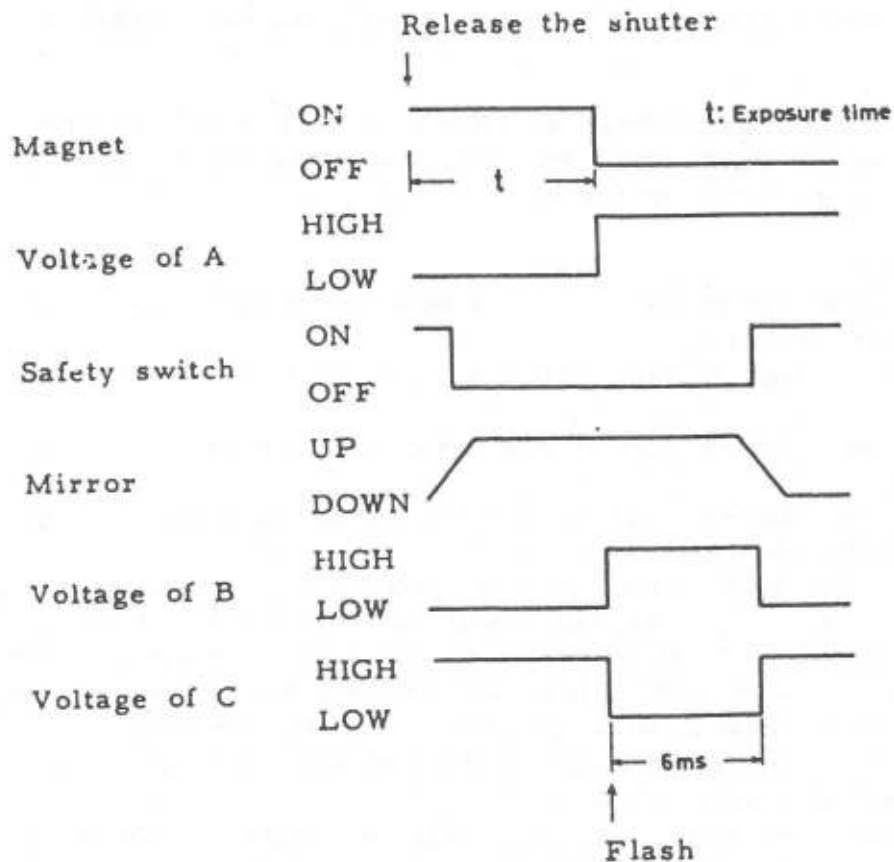 Release the shutter
t: Exposure time
Magnet
ON
OFF
t
Voltage of A
HIGH
LOW
Safety switch
ON
OFF
Mirror
UP
DOWN
Voltage of B
HIGH
LOW
Voltage of C
HIGH
LOW
6ms
Flash